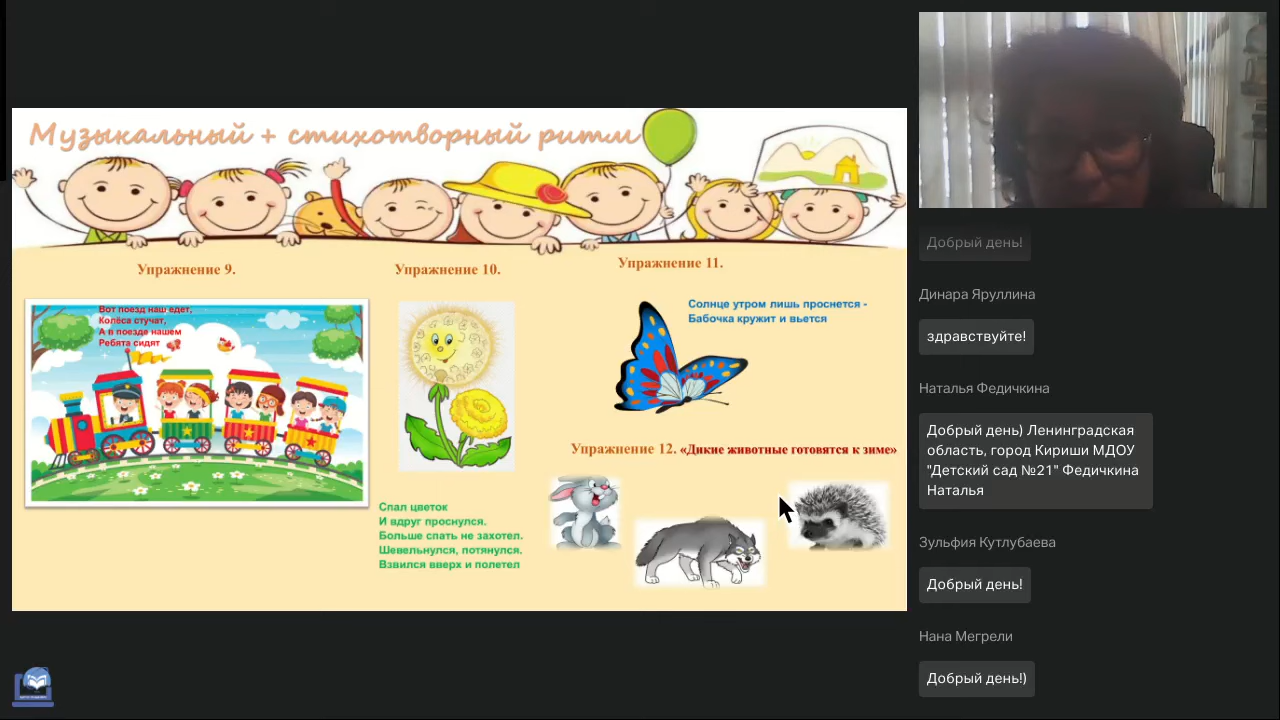 Музыкальный + стихотворный ритм
Упражнение 9.
Упражнение 10.
Упражнение 11.
Вот поезд наш едет,
Колёса стучат,
А в поезде нашем
Ребята сидят
Солнце утром лишь проснется -
Бабочка кружит и вьется
Упражнение 12. «Дикие животные готовятся к зиме»
Спал цветок
И вдруг проснулся.
Больше спать не захотел.
Шевельнулся, потянулся.
Взвился вверх и полетел
Добрый день!
Динара Яруллина
здравствуйте!
Наталья Федичкина
Добрый день) Ленинградская
область, город Кириши МДОУ
"Детский сад №21" Федичкина
Наталья
Зульфия Кутлубаева
Добрый день!
Нана Мегрели
Добрый день!)